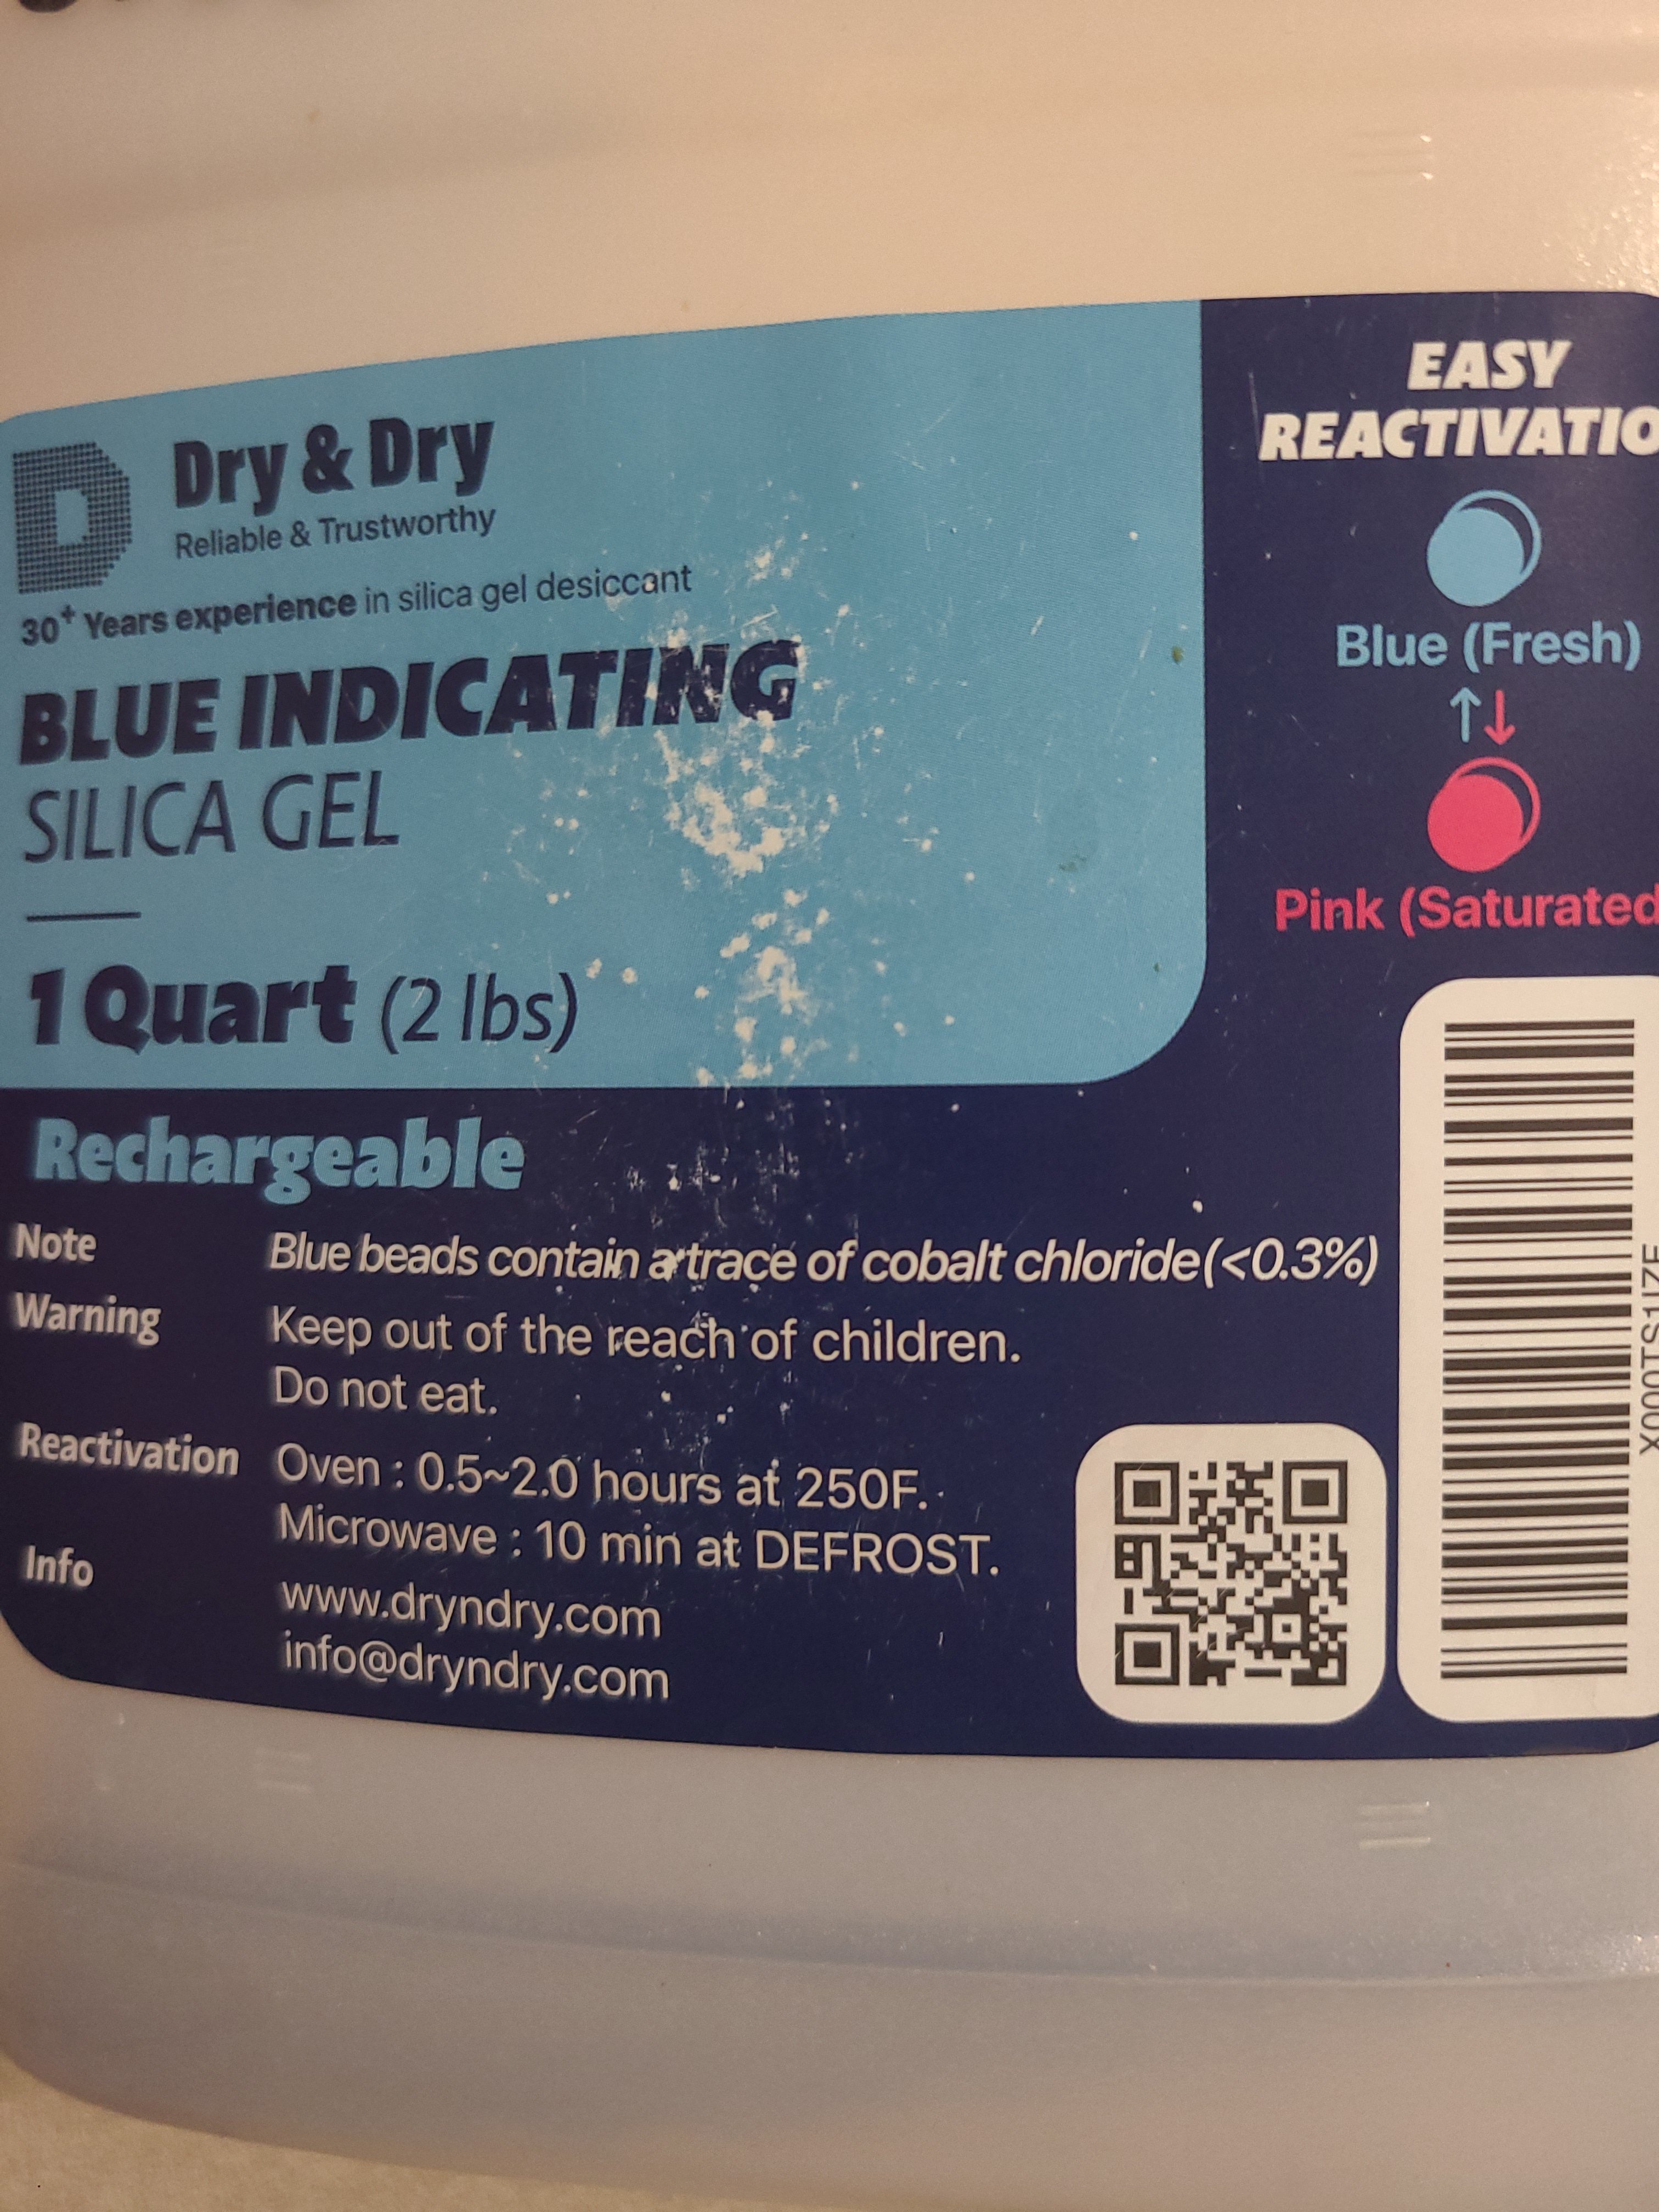 Dry & Dry
Reliable & Trustworthy
30+ Years experience in silica gel desiccant
BLUE INDICATING
SILICA GEL
1 Quart (2 lbs)
EASY
REACTIVATIO
Blue (Fresh)
↑↓
Pink (Saturated
Rechargeable
Note Blue beads contain a trace of cobalt chloride(<0.3%)
Warning Keep out of the reach of children.
Do not eat.
Reactivation Oven : 0.5~2.0 hours at 250F.
Microwave : 10 min at DEFROST.
Info www.dryndry.com
info@dryndry.com
X000TS1IZF